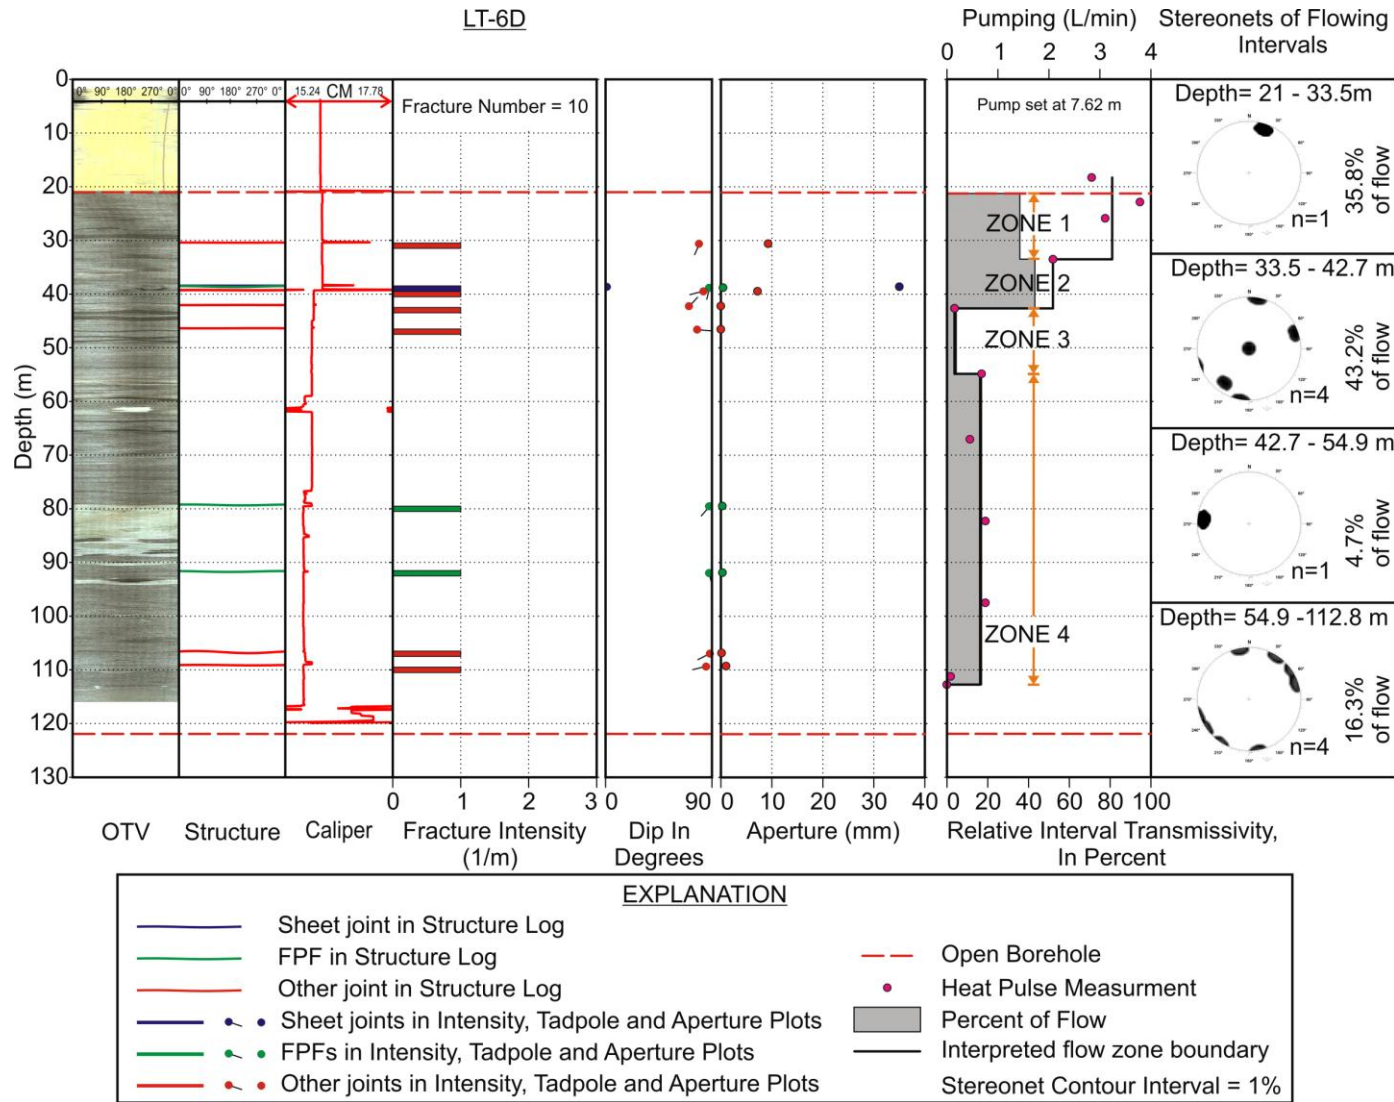 LT-6D
Pumping (L/min)
0 1 2 3 4
Stereonets of Flowing
Intervals
0° 90° 180° 270° 0°
90° 180° 270° 0°
15.24 CM 17.78
Fracture Number = 10
Pump set at 7.62 m
Depth (m)
0
10
20
30
40
50
60
70
80
90
100
110
120
130
ZONE 1
ZONE 2
ZONE 3
ZONE 4
Depth= 21 - 33.5m
n=1
35.8%
of flow
Depth= 33.5 - 42.7 m
n=4
43.2%
of flow
Depth= 42.7 - 54.9 m
n=1
4.7%
of flow
Depth= 54.9 -112.8 m
n=4
16.3%
of flow
0 1 2 3
0 90
0 10 20 30 40
0 20 40 60 80 100
OTV
Structure
Caliper
Fracture Intensity
(1/m)
Dip In
Degrees
Aperture (mm)
Relative Interval Transmissivity,
In Percent
EXPLANATION
Sheet joint in Structure Log
FPF in Structure Log
Other joint in Structure Log
Sheet joints in Intensity, Tadpole and Aperture Plots
FPFs in Intensity, Tadpole and Aperture Plots
Other joints in Intensity, Tadpole and Aperture Plots
Open Borehole
Heat Pulse Measurment
Percent of Flow
Interpreted flow zone boundary
Stereonet Contour Interval = 1%